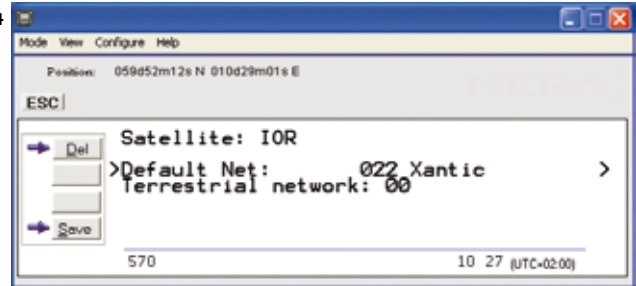 4
Mode View Configure Help
Position: 059d52m12s N 010d29m01s E
ESC
Satellite: IOR
Del
>Default Net: 022 Xantic >
Terrestrial network: 00
Save
570 10 27 (UTC+02:00)